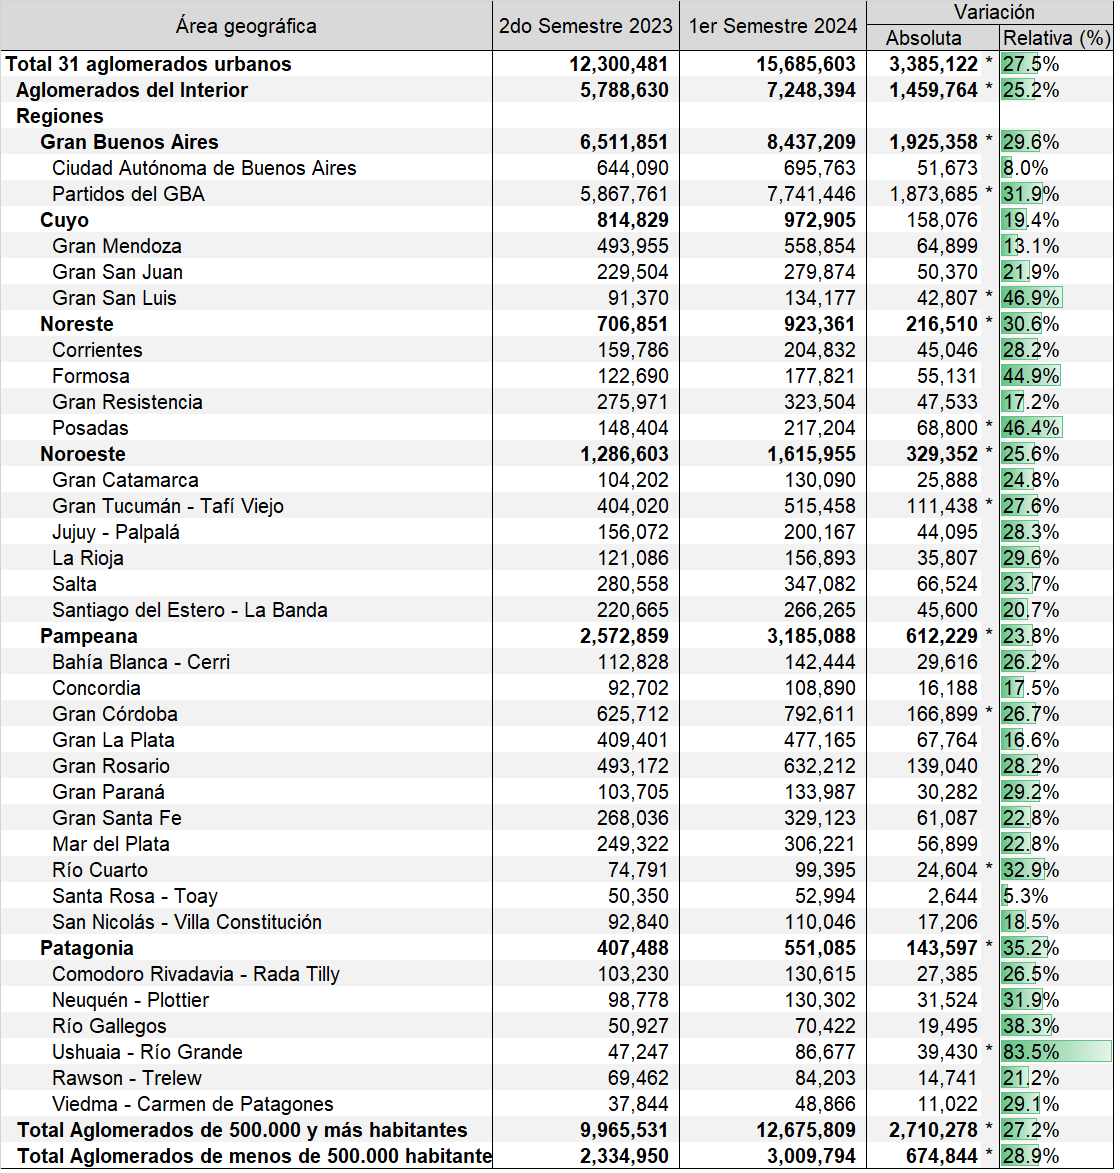 Área geográfica 2do Semestre 2023 1er Semestre 2024 Variación
Absoluta Relativa (%)
Total 31 aglomerados urbanos 12,300,481 15,685,603 3,385,122 * 27.5%
Aglomerados del Interior 5,788,630 7,248,394 1,459,764 * 25.2%
Regiones
Gran Buenos Aires 6,511,851 8,437,209 1,925,358 * 29.6%
Ciudad Autónoma de Buenos Aires 644,090 695,763 51,673 8.0%
Partidos del GBA 5,867,761 7,741,446 1,873,685 * 31.9%
Cuyo 814,829 972,905 158,076 19.4%
Gran Mendoza 493,955 558,854 64,899 13.1%
Gran San Juan 229,504 279,874 50,370 21.9%
Gran San Luis 91,370 134,177 42,807 * 46.9%
Noreste 706,851 923,361 216,510 * 30.6%
Corrientes 159,786 204,832 45,046 28.2%
Formosa 122,690 177,821 55,131 44.9%
Gran Resistencia 275,971 323,504 47,533 17.2%
Posadas 148,404 217,204 68,800 * 46.4%
Noroeste 1,286,603 1,615,955 329,352 * 25.6%
Gran Catamarca 104,202 130,090 25,888 24.8%
Gran Tucumán - Tafí Viejo 404,020 515,458 111,438 * 27.6%
Jujuy - Palpalá 156,072 200,167 44,095 28.3%
La Rioja 121,086 156,893 35,807 29.6%
Salta 280,558 347,082 66,524 23.7%
Santiago del Estero - La Banda 220,665 266,265 45,600 20.7%
Pampeana 2,572,859 3,185,088 612,229 * 23.8%
Bahía Blanca - Cerri 112,828 142,444 29,616 26.2%
Concordia 92,702 108,890 16,188 17.5%
Gran Córdoba 625,712 792,611 166,899 * 26.7%
Gran La Plata 409,401 477,165 67,764 16.6%
Gran Rosario 493,172 632,212 139,040 28.2%
Gran Paraná 103,705 133,987 30,282 29.2%
Gran Santa Fe 268,036 329,123 61,087 22.8%
Mar del Plata 249,322 306,221 56,899 22.8%
Río Cuarto 74,791 99,395 24,604 * 32.9%
Santa Rosa - Toay 50,350 52,994 2,644 5.3%
San Nicolás - Villa Constitución 92,840 110,046 17,206 18.5%
Patagonia 407,488 551,085 143,597 * 35.2%
Comodoro Rivadavia - Rada Tilly 103,230 130,615 27,385 26.5%
Neuquén - Plottier 98,778 130,302 31,524 31.9%
Río Gallegos 50,927 70,422 19,495 38.3%
Ushuaia - Río Grande 47,247 86,677 39,430 * 83.5%
Rawson - Trelew 69,462 84,203 14,741 21.2%
Viedma - Carmen de Patagones 37,844 48,866 11,022 29.1%
Total Aglomerados de 500.000 y más habitantes 9,965,531 12,675,809 2,710,278 * 27.2%
Total Aglomerados de menos de 500.000 habitante 2,334,950 3,009,794 674,844 * 28.9%